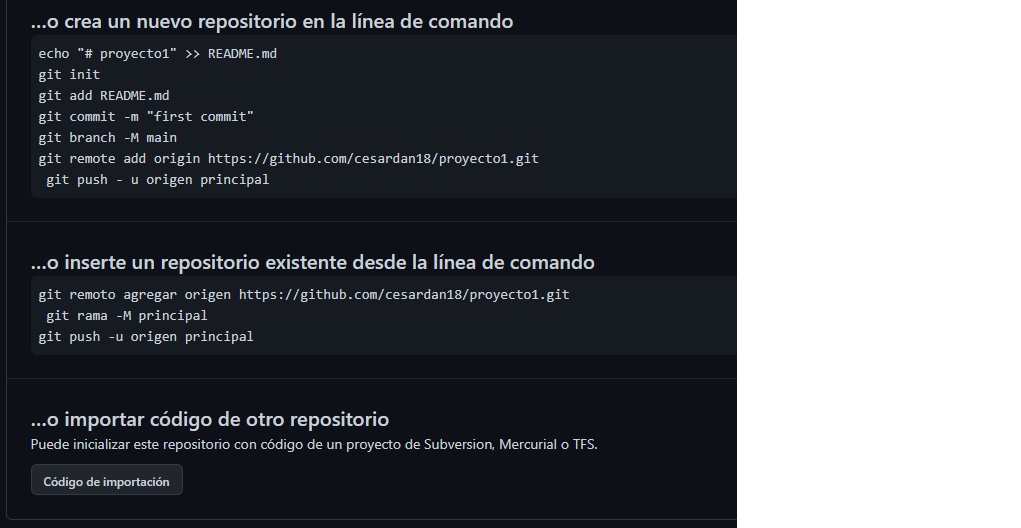 ...o crea un nuevo repositorio en la línea de comando
echo "# proyecto1" >> README.md
git init
git add README.md
git commit -m "first commit"
git branch -M main
git remote add origin https://github.com/cesardan18/proyecto1.git
git push - u origen principal
...o inserte un repositorio existente desde la línea de comando
git remoto agregar origen https://github.com/cesardan18/proyecto1.git
git rama -M principal
git push -u origen principal
...o importar código de otro repositorio
Puede inicializar este repositorio con código de un proyecto de Subversion, Mercurial o TFS.
Código de importación